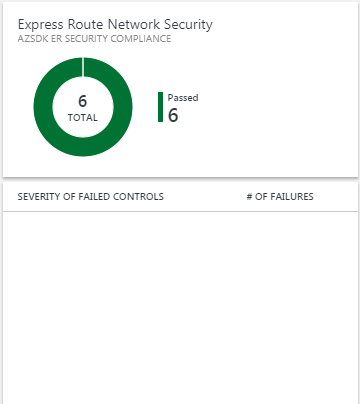 Express Route Network Security
AZSDK ER SECURITY COMPLIANCE
6
TOTAL
Passed
6
SEVERITY OF FAILED CONTROLS # OF FAILURES